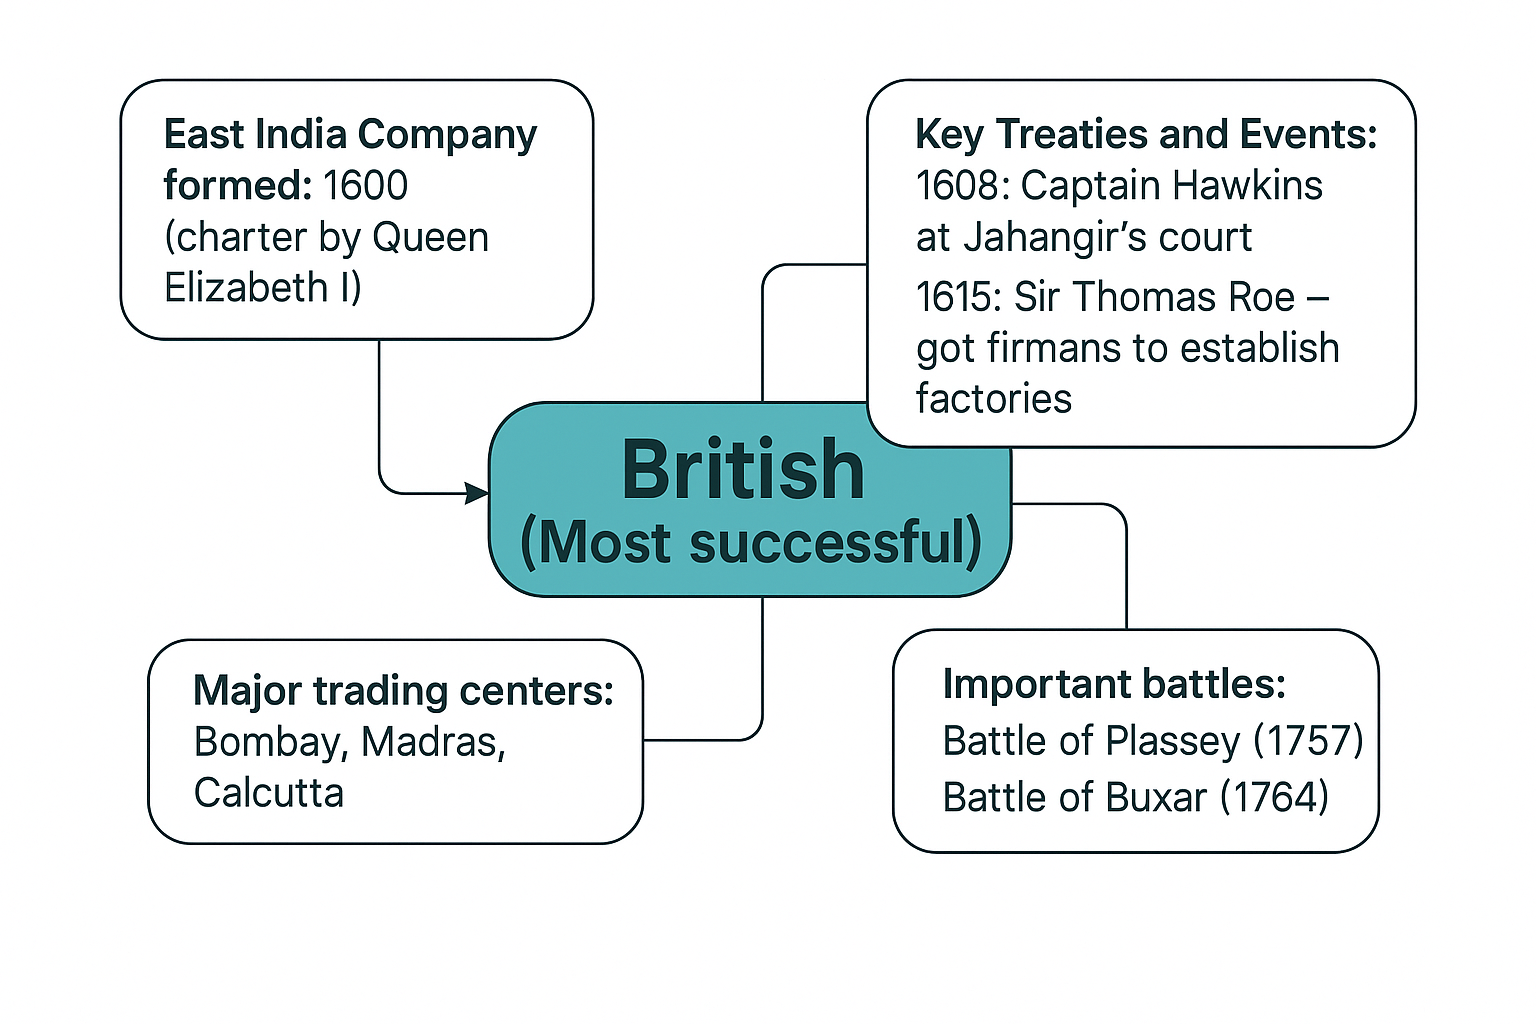 East India Company
formed: 1600
(charter by Queen
Elizabeth I)
Key Treaties and Events:
1608: Captain Hawkins
at Jahangir’s court
1615: Sir Thomas Roe –
got firmans to establish
factories
British
(Most successful)
Major trading centers:
Bombay, Madras,
Calcutta
Important battles:
Battle of Plassey (1757)
Battle of Buxar (1764)